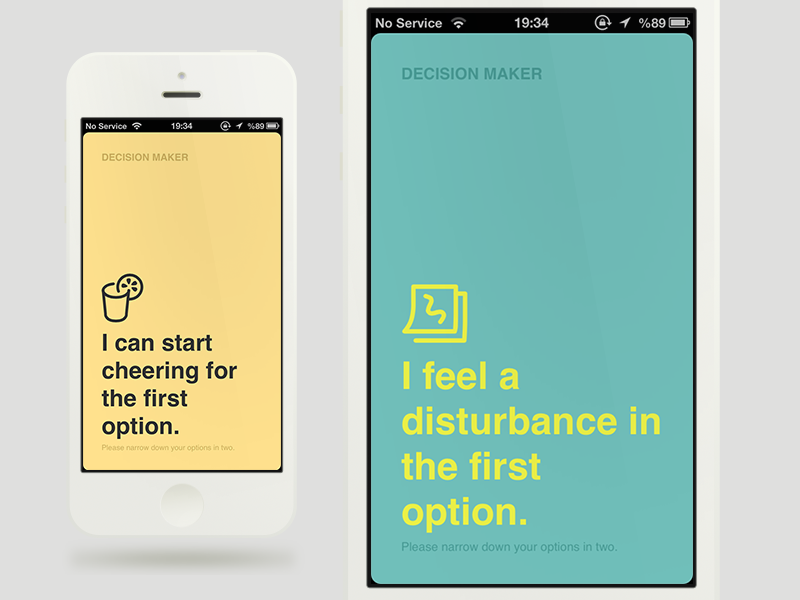 No Service 19:34 %89
DECISION MAKER
I can start
cheering for
the first
option.
Please narrow down your options in two.
No Service 19:34 %89
DECISION MAKER
I feel a
disturbance in
the first
option.
Please narrow down your options in two.